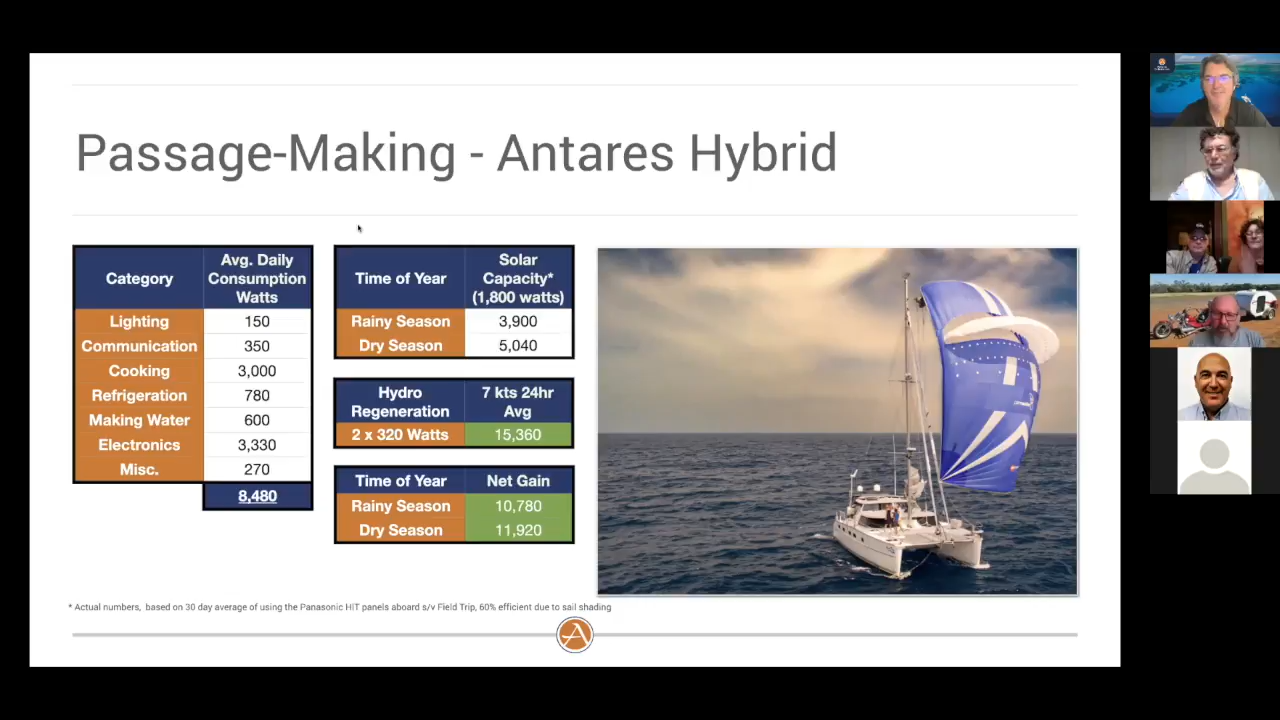 Passage-Making - Antares Hybrid
Category
Avg. Daily
Consumption
Watts
Lighting 150
Communication 350
Cooking 3,000
Refrigeration 780
Making Water 600
Electronics 3,330
Misc. 270
8,480
Time of Year
Solar
Capacity*
(1,800 watts)
Rainy Season 3,900
Dry Season 5,040
Hydro
Regeneration
7 kts 24hr
Avg
2 x 320 Watts 15,360
Time of Year Net Gain
Rainy Season 10,780
Dry Season 11,920
* Actual numbers, based on 30 day average of using the Panasonic HIT panels aboard s/v Field Trip, 60% efficient due to sail shading